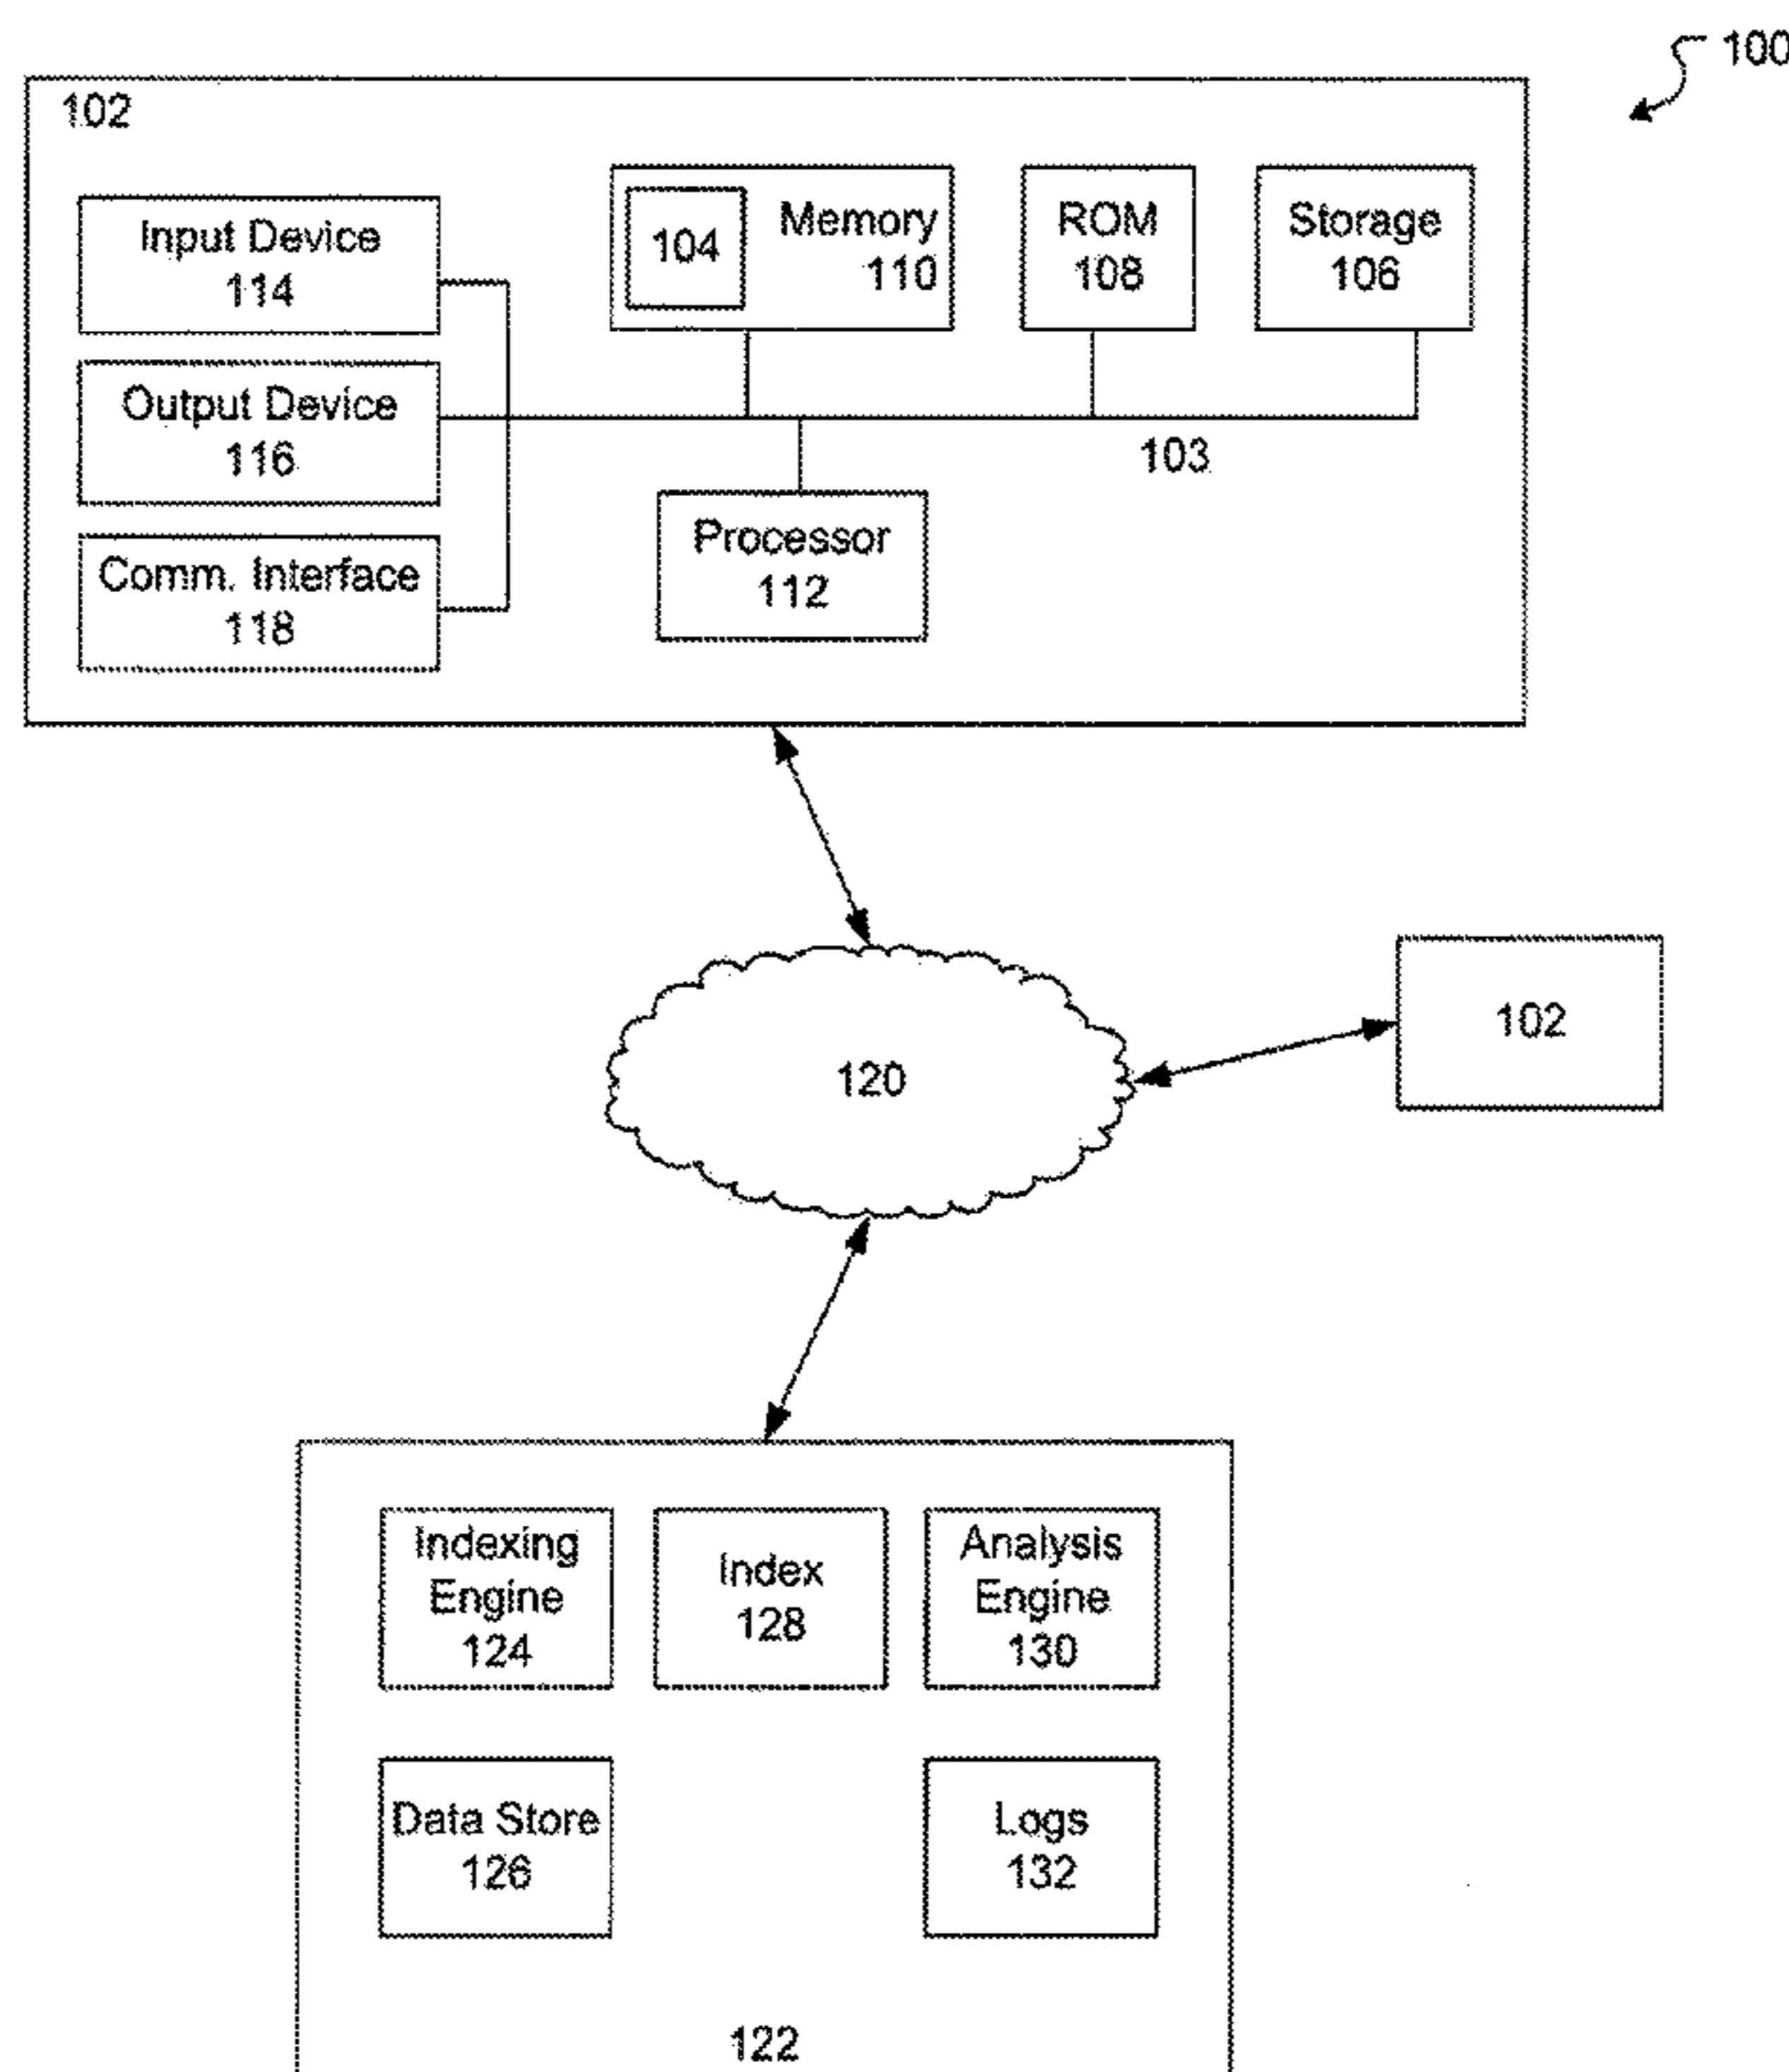 100
102
Input Device
114
104
Memory
110
ROM
108
Storage
106
Output Device
116
103
Comm. Interface
118
Processor
112
120
102
Indexing
Engine
124
Index
128
Analysis
Engine
130
Data Store
126
Logs
132
122